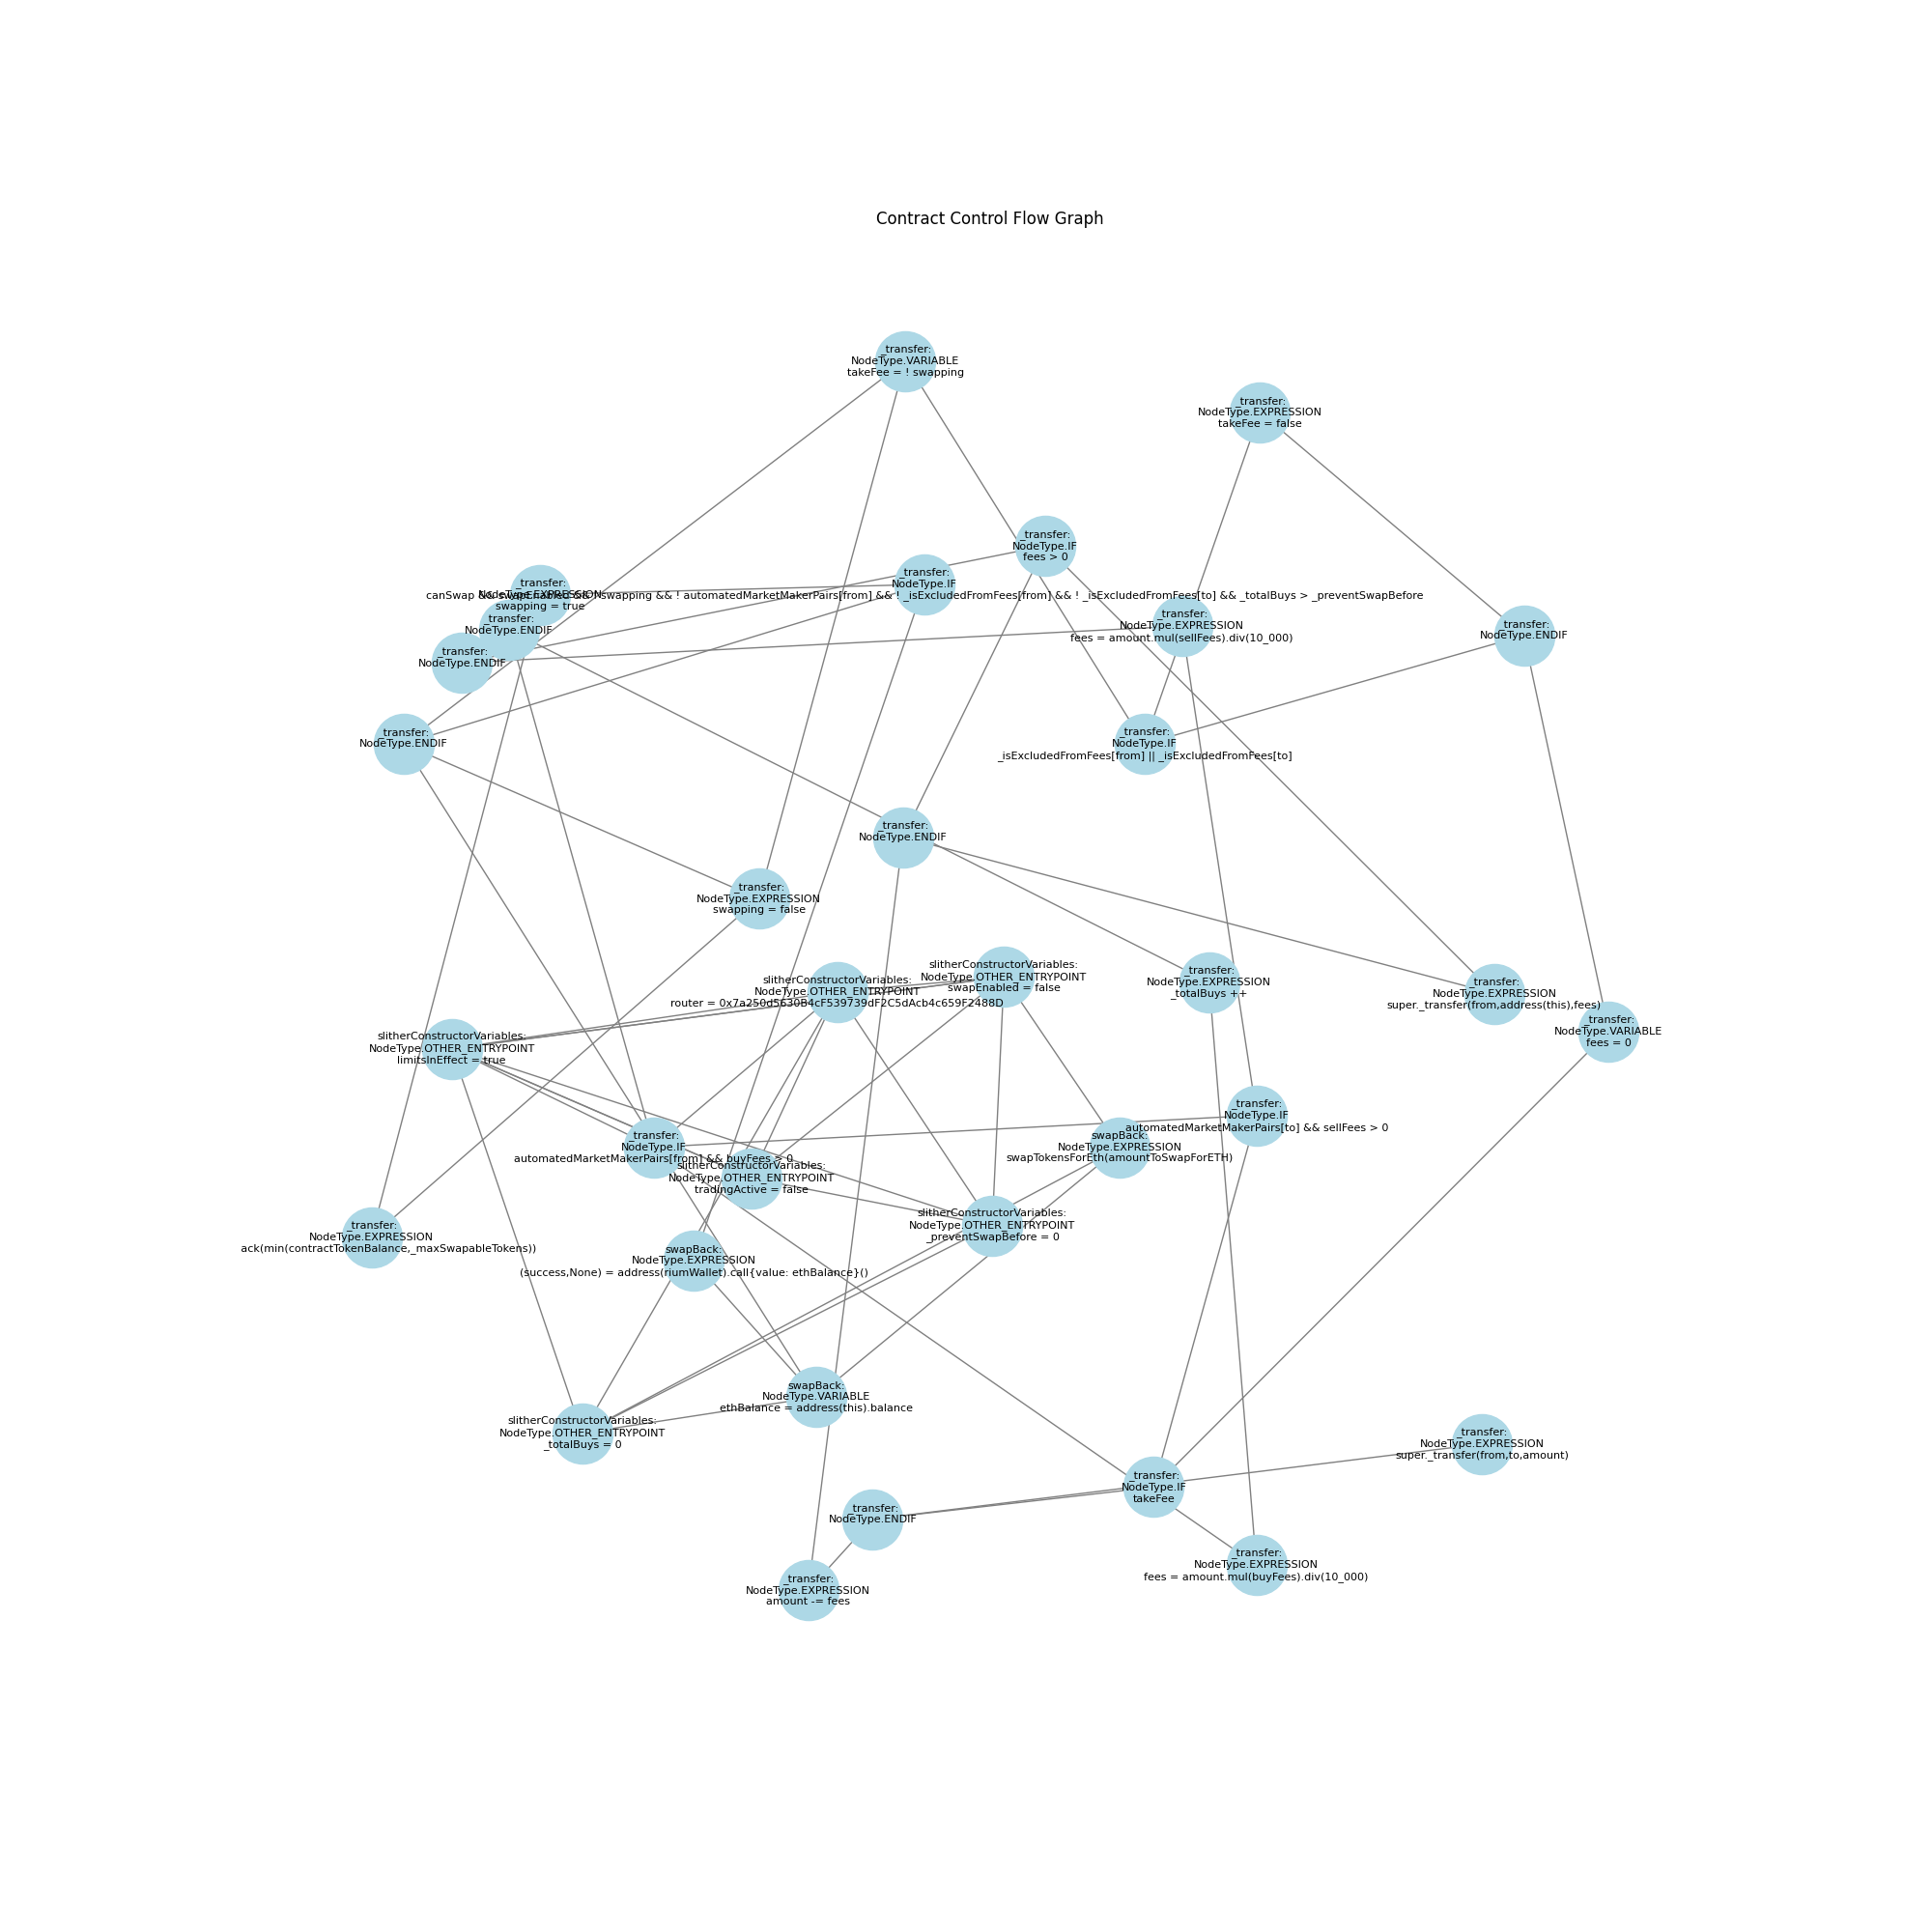 Contract Control Flow Graph
_transfer:
NodeType.VARIABLE
takeFee = ! swapping
_transfer:
NodeType.EXPRESSION
takeFee = false
_transfer:
NodeType.IF
fees > 0
_transfer:
NodeType.IF
canSwap && swapEnabled && ! swapping && ! automatedMarketMakerPairs[from] && ! _isExcludedFromFees[from] && ! _isExcludedFromFees[to] && _totalBuys > _preventSwapBefore
_transfer:
NodeType.EXPRESSION
swapping = true
_transfer:
NodeType.ENDIF
_transfer:
NodeType.ENDIF
_transfer:
NodeType.EXPRESSION
fees = amount.mul(sellFees).div(10_000)
_transfer:
NodeType.ENDIF
_transfer:
NodeType.ENDIF
_transfer:
NodeType.IF
_isExcludedFromFees[from] || _isExcludedFromFees[to]
_transfer:
NodeType.ENDIF
_transfer:
NodeType.EXPRESSION
swapping = false
slitherConstructorVariables:
NodeType.OTHER_ENTRYPOINT
swapEnabled = false
slitherConstructorVariables:
NodeType.OTHER_ENTRYPOINT
router = 0x7a250d5630B4cF539739dF2C5dAcb4c659F2488D
_transfer:
NodeType.EXPRESSION
_totalBuys ++
_transfer:
NodeType.EXPRESSION
super._transfer(from,address(this),fees)
_transfer:
NodeType.VARIABLE
fees = 0
slitherConstructorVariables:
NodeType.OTHER_ENTRYPOINT
limitsInEffect = true
_transfer:
NodeType.IF
automatedMarketMakerPairs[to] && sellFees > 0
_transfer:
NodeType.IF
automatedMarketMakerPairs[from] && buyFees > 0
swapBack:
NodeType.EXPRESSION
swapTokensForEth(amountToSwapForETH)
slitherConstructorVariables:
NodeType.OTHER_ENTRYPOINT
tradingActive = false
slitherConstructorVariables:
NodeType.OTHER_ENTRYPOINT
_preventSwapBefore = 0
_transfer:
NodeType.EXPRESSION
ack(min(contractTokenBalance,_maxSwapableTokens))
swapBack:
NodeType.EXPRESSION
(success,None) = address(riumWallet).call{value: ethBalance}()
swapBack:
NodeType.VARIABLE
ethBalance = address(this).balance
slitherConstructorVariables:
NodeType.OTHER_ENTRYPOINT
_totalBuys = 0
_transfer:
NodeType.EXPRESSION
super._transfer(from,to,amount)
_transfer:
NodeType.IF
takeFee
_transfer:
NodeType.ENDIF
_transfer:
NodeType.EXPRESSION
fees = amount.mul(buyFees).div(10_000)
_transfer:
NodeType.EXPRESSION
amount -= fees